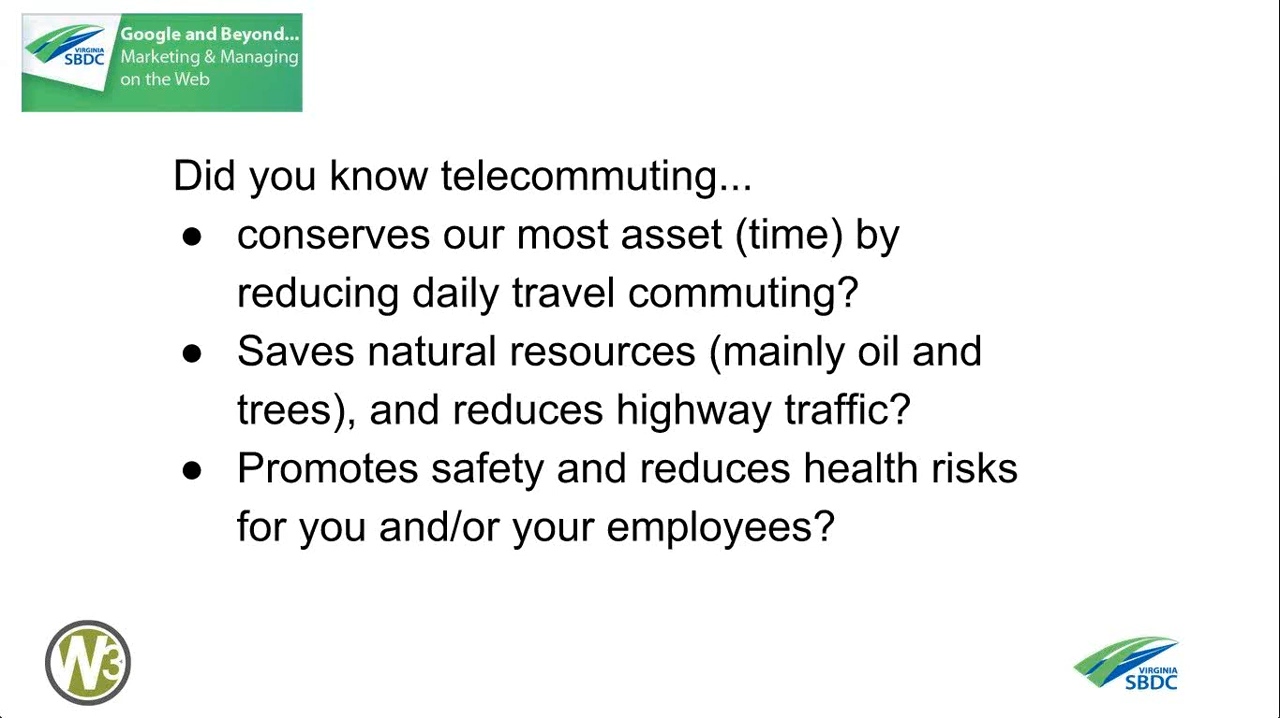 VIRGINIA
SBDC
Google and Beyond...
Marketing & Managing
on the Web
Did you know telecommuting...
● conserves our most asset (time) by
reducing daily travel commuting?
● Saves natural resources (mainly oil and
trees), and reduces highway traffic?
● Promotes safety and reduces health risks
for you and/or your employees?
W3
VIRGINIA
SBDC